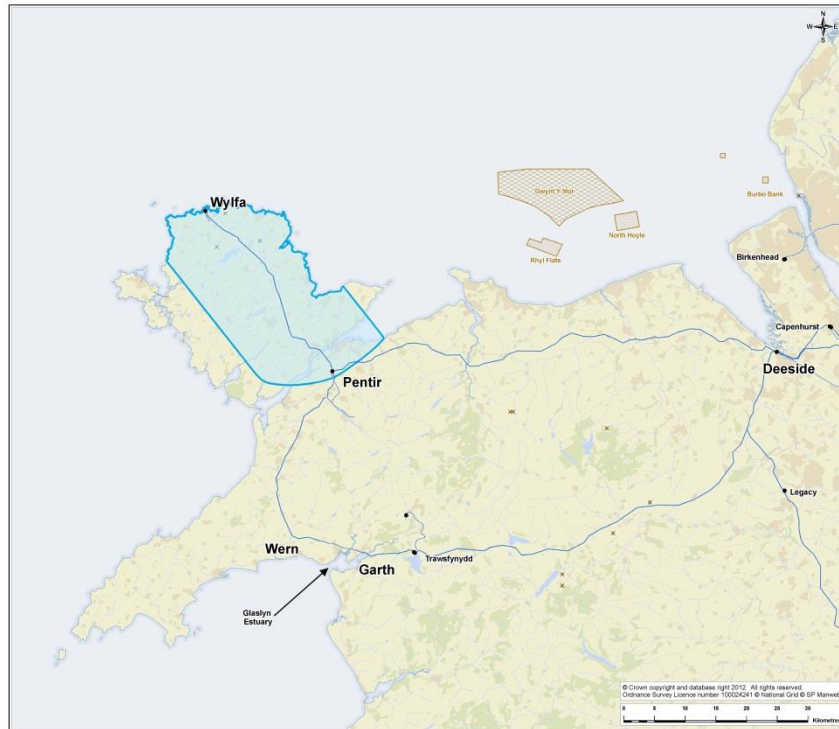 N
W E
S
Wylfa
Gwynt Y Mor
Burbo Bank
North Hoyle
Rhyl Flats
Birkenhead
Capenhurst
Deeside
Pentir
Legacy
Wern
Garth
Trawsfynydd
Glaslyn
Estuary
© Crown copyright and database right 2012. All rights reserved.
Ordnance Survey Licence number 100024241 © National Grid © SP Manweb
0 5 10 15 20 25 30
Kilometres